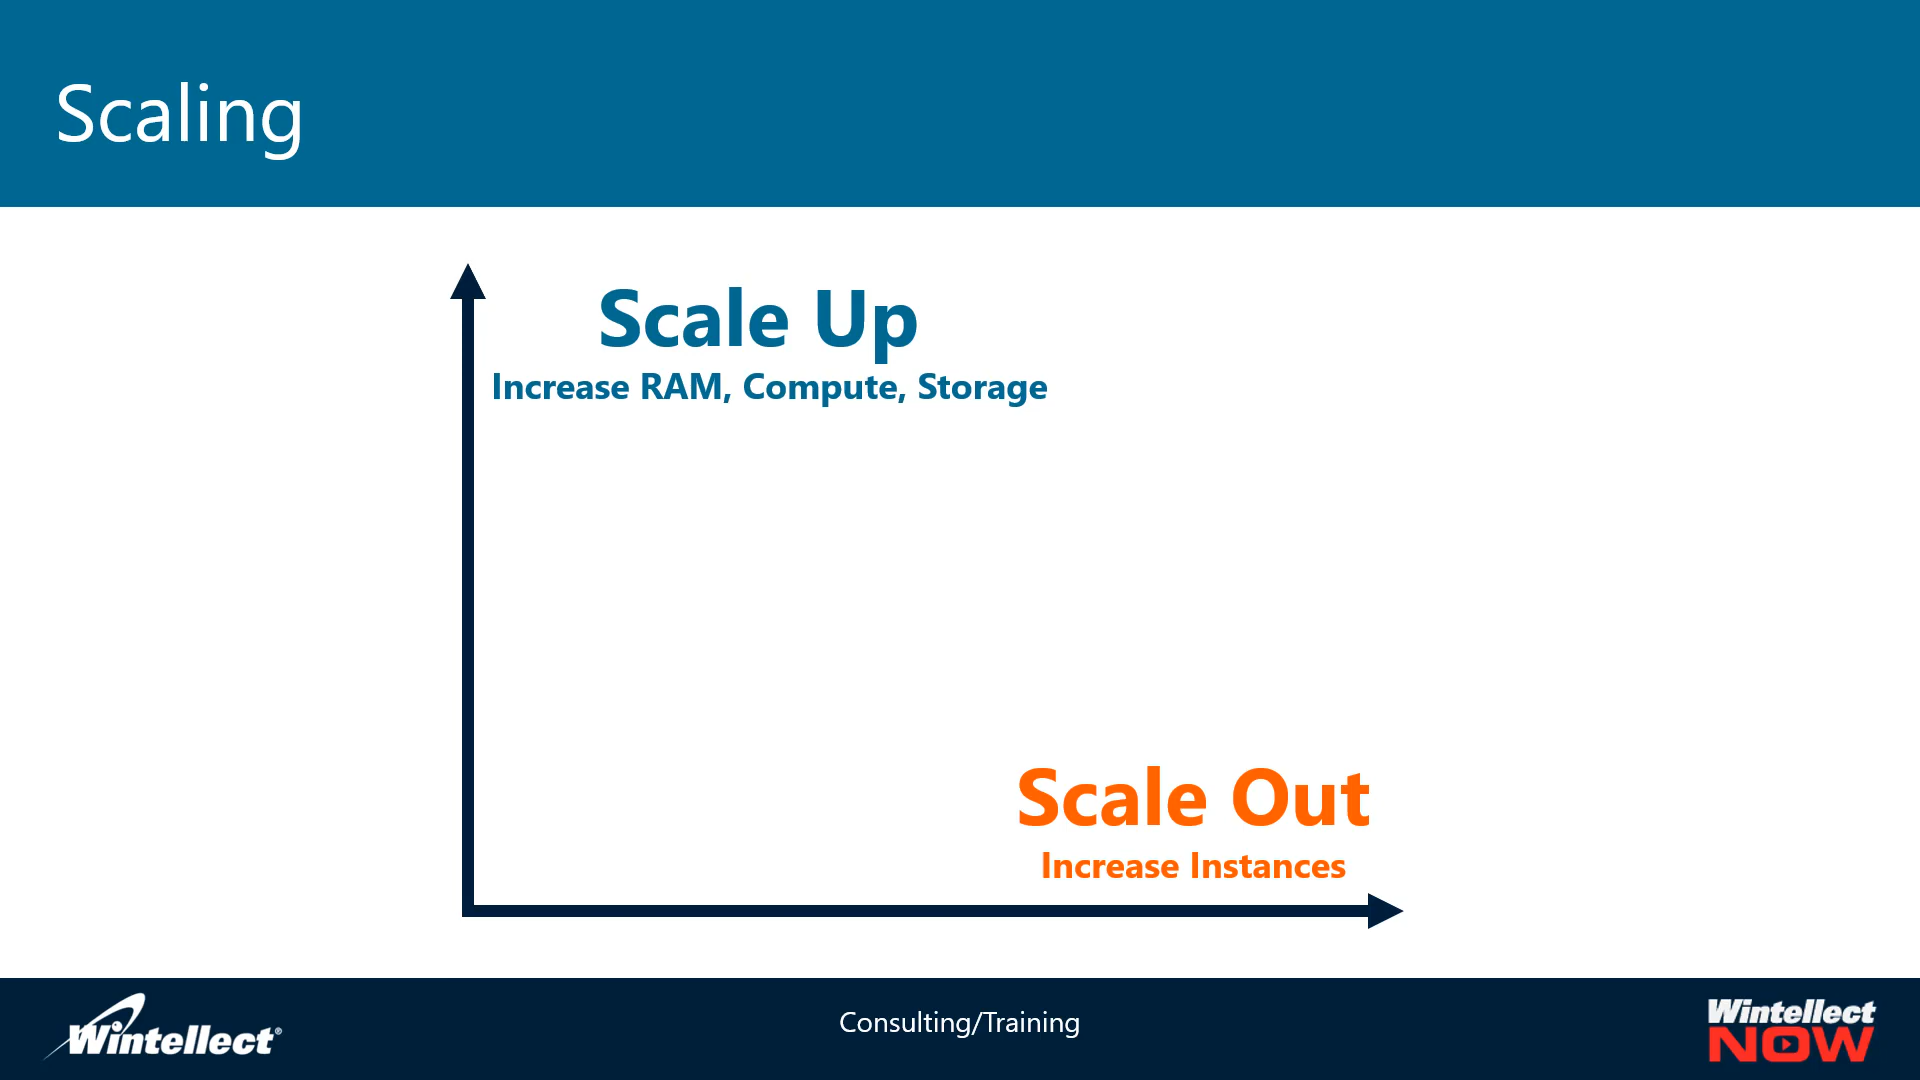 Scaling
Scale Up
Increase RAM, Compute, Storage
Scale Out
Increase Instances
Wintellect®
Consulting/Training
Wintellect
NOW